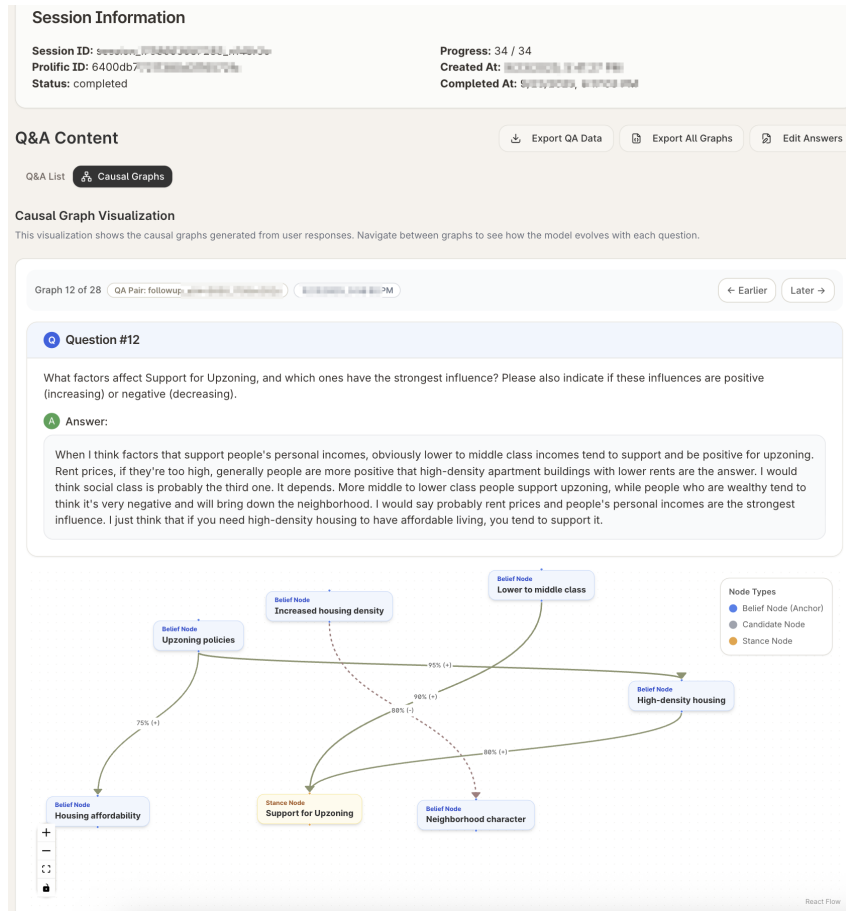 Session Information
Session ID:
Progress: 34 / 34
Prolific ID: 6400db7
Created At:
Status: completed
Completed At:
Q&A Content
Export QA Data
Export All Graphs
Edit Answers
Q&A List
Causal Graphs
Causal Graph Visualization
This visualization shows the causal graphs generated from user responses. Navigate between graphs to see how the model evolves with each question.
Graph 12 of 28
QA Pair: followup
PM
← Earlier
Later →
Q
Question #12
What factors affect Support for Upzoning, and which ones have the strongest influence? Please also indicate if these influences are positive
(increasing) or negative (decreasing).
A
Answer:
When I think factors that support people's personal incomes, obviously lower to middle class incomes tend to support and be positive for upzoning.
Rent prices, if they're too high, generally people are more positive that high-density apartment buildings with lower rents are the answer. I would
think social class is probably the third one. It depends. More middle to lower class people support upzoning, while people who are wealthy tend to
think it's very negative and will bring down the neighborhood. I would say probably rent prices and people's personal incomes are the strongest
influence. I just think that if you need high-density housing to have affordable living, you tend to support it.
Belief Node
Lower to middle class
Belief Node
Increased housing density
Belief Node
Upzoning policies
Node Types
Belief Node (Anchor)
Candidate Node
Stance Node
95% (+)
Belief Node
High-density housing
90% (+)
80% (-)
75% (+)
80% (+)
Belief Node
Housing affordability
Stance Node
Support for Upzoning
Belief Node
Neighborhood character
React Flow